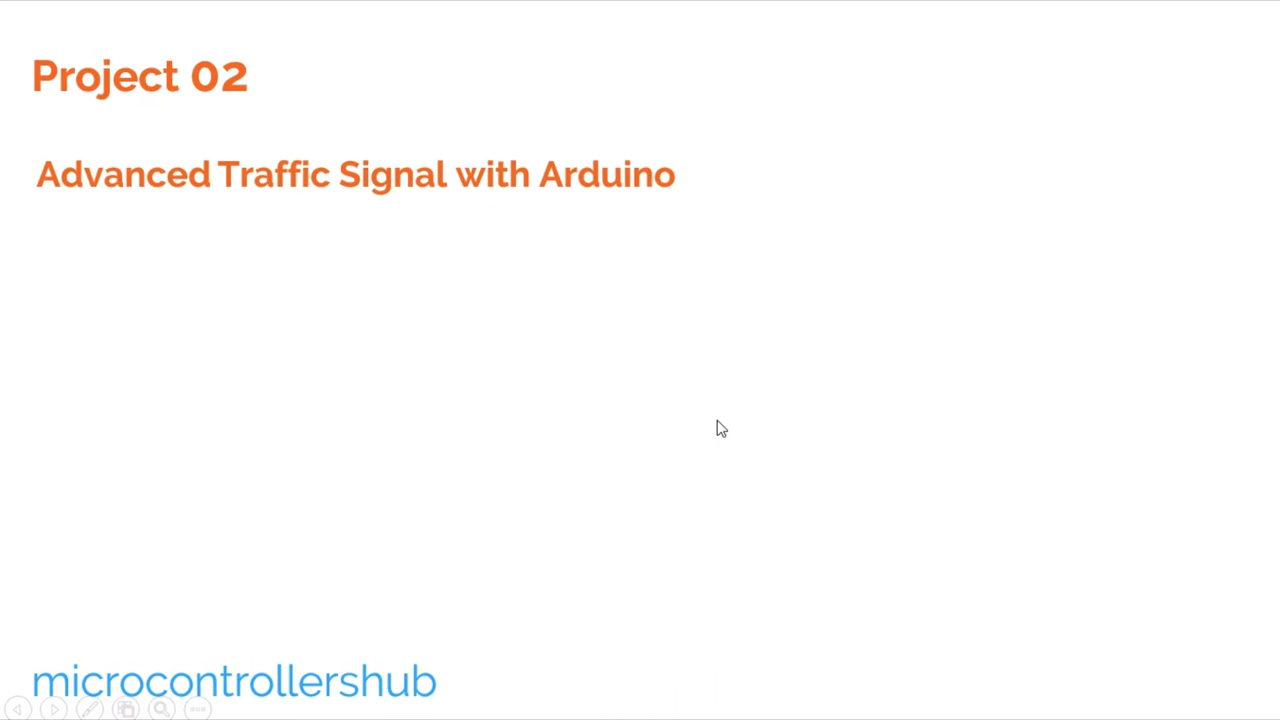 Project 02
Advanced Traffic Signal with Arduino
microcontrollershub